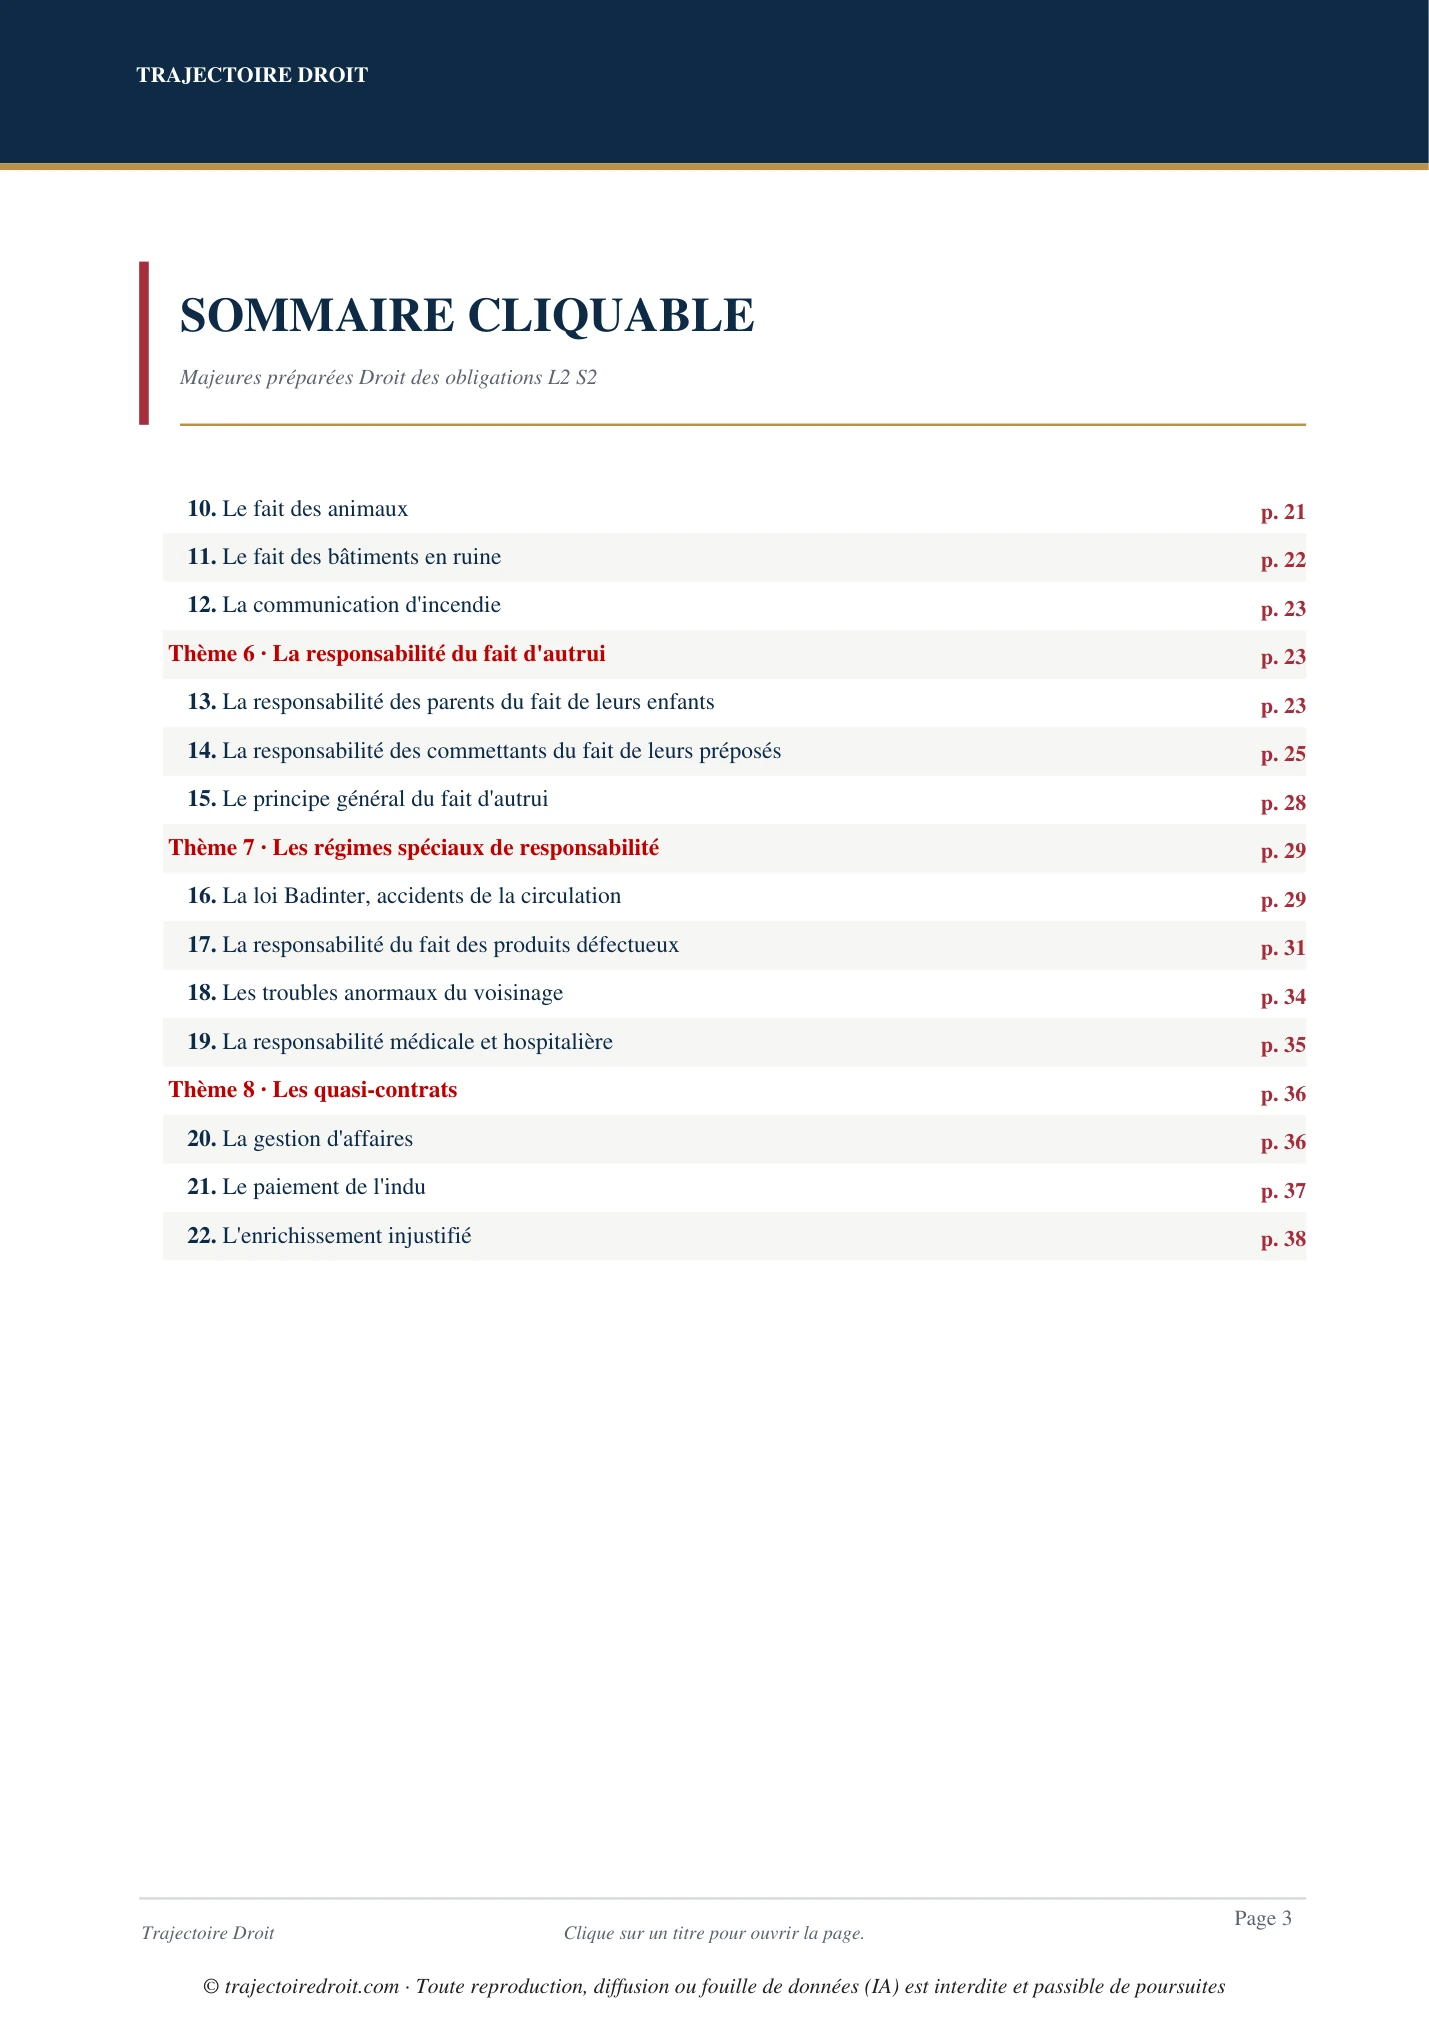 TRAJECTOIRE DROIT
SOMMAIRE CLIQUABLE
Majeures préparées Droit des obligations L2 S2
10. Le fait des animaux p. 21
11. Le fait des bâtiments en ruine p. 22
12. La communication d'incendie p. 23
Thème 6 · La responsabilité du fait d'autrui p. 23
13. La responsabilité des parents du fait de leurs enfants p. 23
14. La responsabilité des commettants du fait de leurs préposés p. 25
15. Le principe général du fait d'autrui p. 28
Thème 7 · Les régimes spéciaux de responsabilité p. 29
16. La loi Badinter, accidents de la circulation p. 29
17. La responsabilité du fait des produits défectueux p. 31
18. Les troubles anormaux du voisinage p. 34
19. La responsabilité médicale et hospitalière p. 35
Thème 8 · Les quasi-contrats p. 36
20. La gestion d'affaires p. 36
21. Le paiement de l'indu p. 37
22. L'enrichissement injustifié p. 38
Trajectoire Droit Clique sur un titre pour ouvrir la page. Page 3
© trajectoiredroit.com · Toute reproduction, diffusion ou fouille de données (IA) est interdite et passible de poursuites